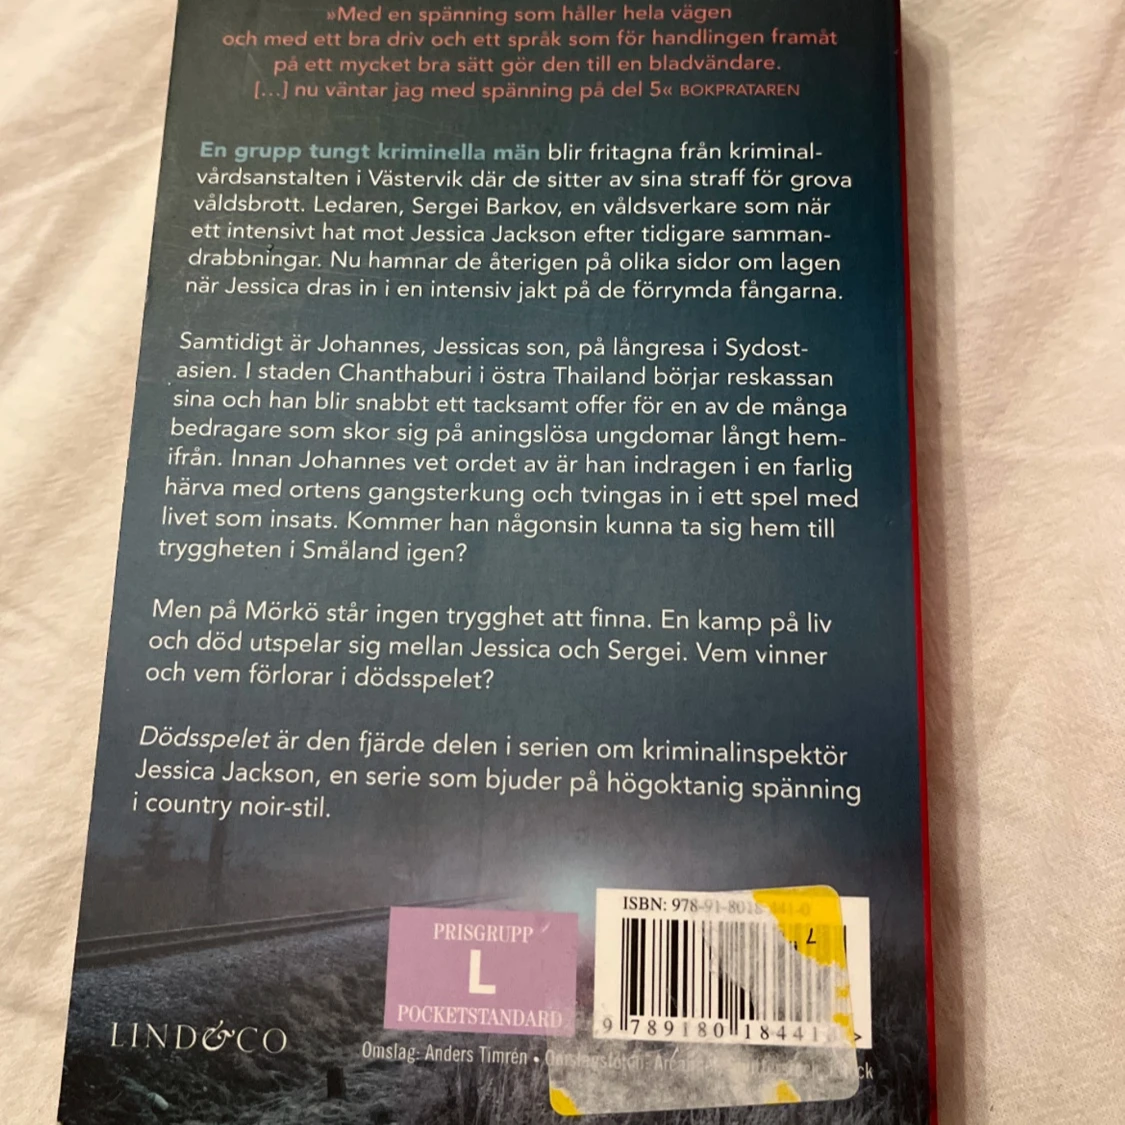 »Med en spänning som håller hela vägen
och med ett bra driv och ett språk som för handlingen framåt
på ett mycket bra sätt gör den till en bladvändare.
[...] nu väntar jag med spänning på del 5« BOKPRATAREN
En grupp tungt kriminella män blir fritagna från kriminal-
vårdsanstalten i Västervik där de sitter av sina straff för grova
våldsbrott. Ledaren, Sergei Barkov, en våldsverkare som när
ett intensivt hat mot Jessica Jackson efter tidigare samman-
drabbningar. Nu hamnar de återigen på olika sidor om lagen
när Jessica dras in i en intensiv jakt på de förrymda fångarna.
Samtidigt är Johannes, Jessicas son, på långresa i Sydost-
asien. I staden Chanthaburi i östra Thailand börjar reskassan
sina och han blir snabbt ett tacksamt offer för en av de många
bedragare som skor sig på aningslösa ungdomar långt hem-
ifrån. Innan Johannes vet ordet av är han indragen i en farlig
härva med ortens gangsterkung och tvingas in i ett spel med
livet som insats. Kommer han någonsin kunna ta sig hem till
tryggheten i Småland igen?
Men på Mörkö står ingen trygghet att finna. En kamp på liv
och död utspelar sig mellan Jessica och Sergei. Vem vinner
och vem förlorar i dödsspelet?
Dödsspelet är den fjärde delen i serien om kriminalinspektör
Jessica Jackson, en serie som bjuder på högoktanig spänning
i country noir-stil.
ISBN: 978-91-8018-441-0
L
PRISGRUPP
L
POCKETSTANDARD
9 789180 18441 >
LIND&CO
Omslag: Anders Timrén •